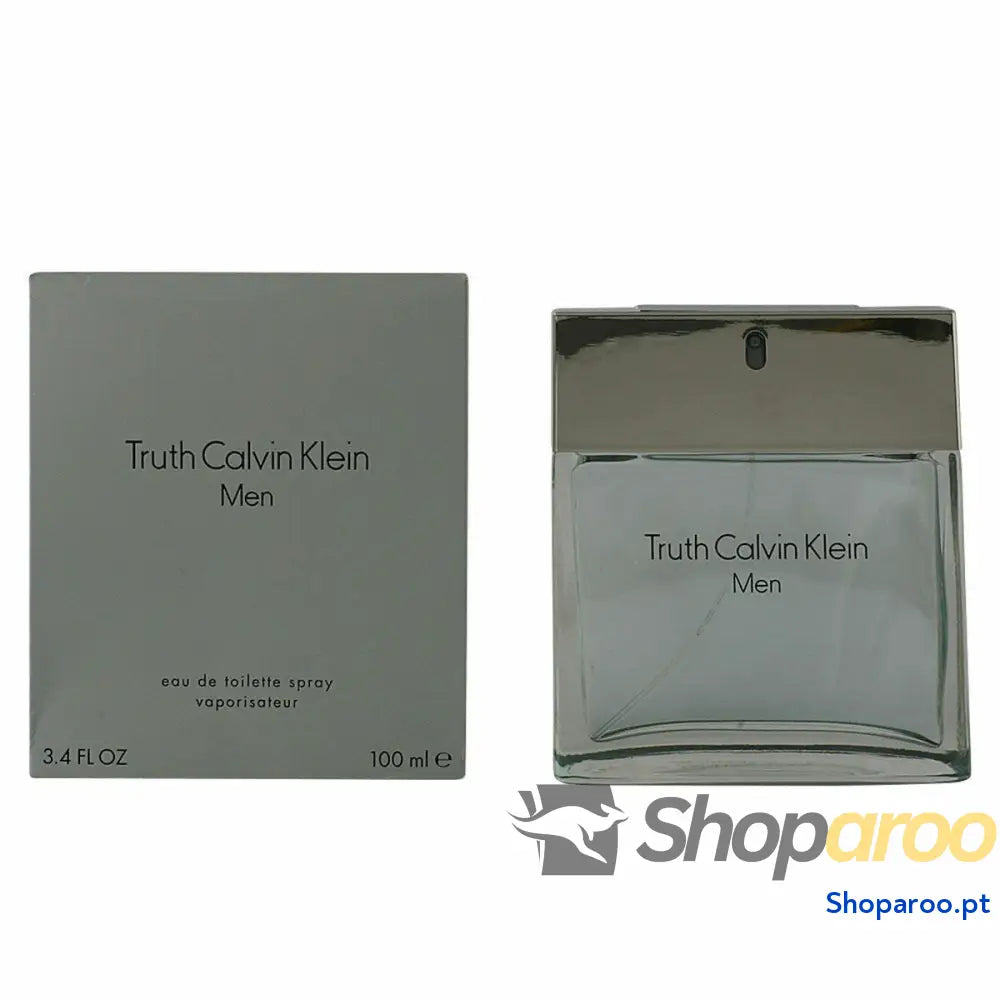 Truth Calvin Klein
Men
eau de toilette spray
vaporisateur
3.4 FL OZ
100 ml ℮
Truth Calvin Klein
Men
Shoparoo
Shoparoo.pt